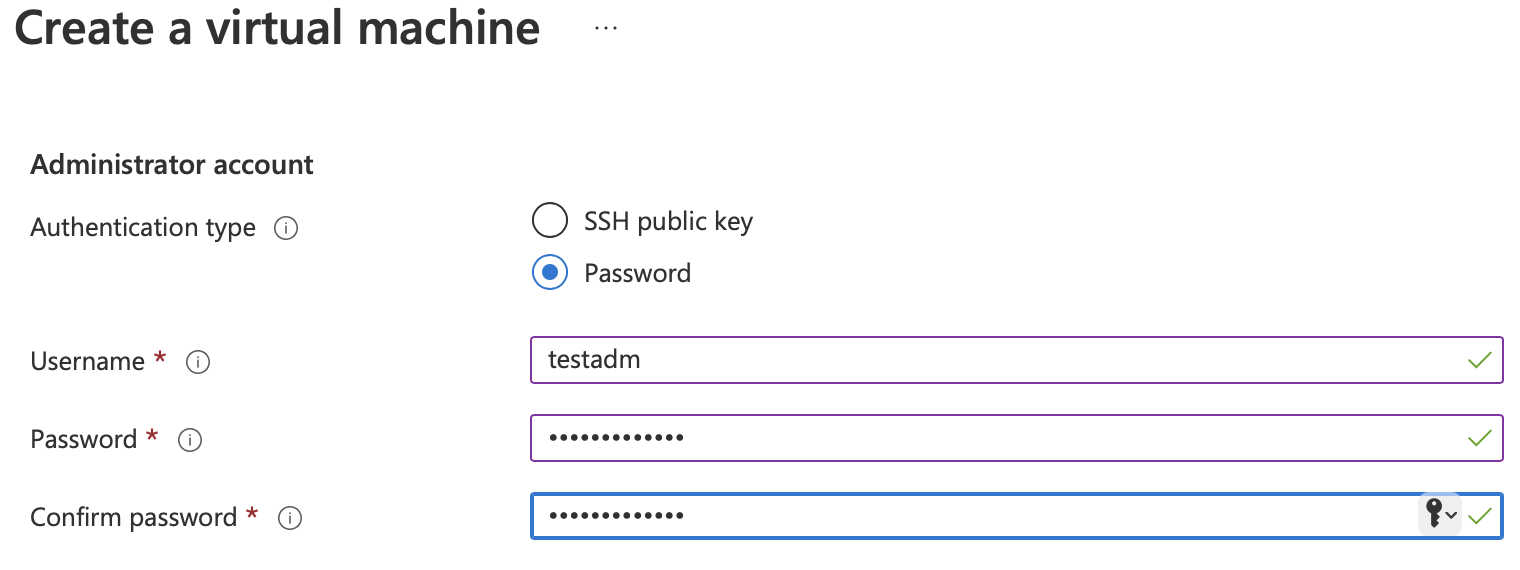 Create a virtual machine ...
Administrator account
Authentication type
SSH public key
Password
Username * testadm
Password * •••••••••••••
Confirm password * •••••••••••••